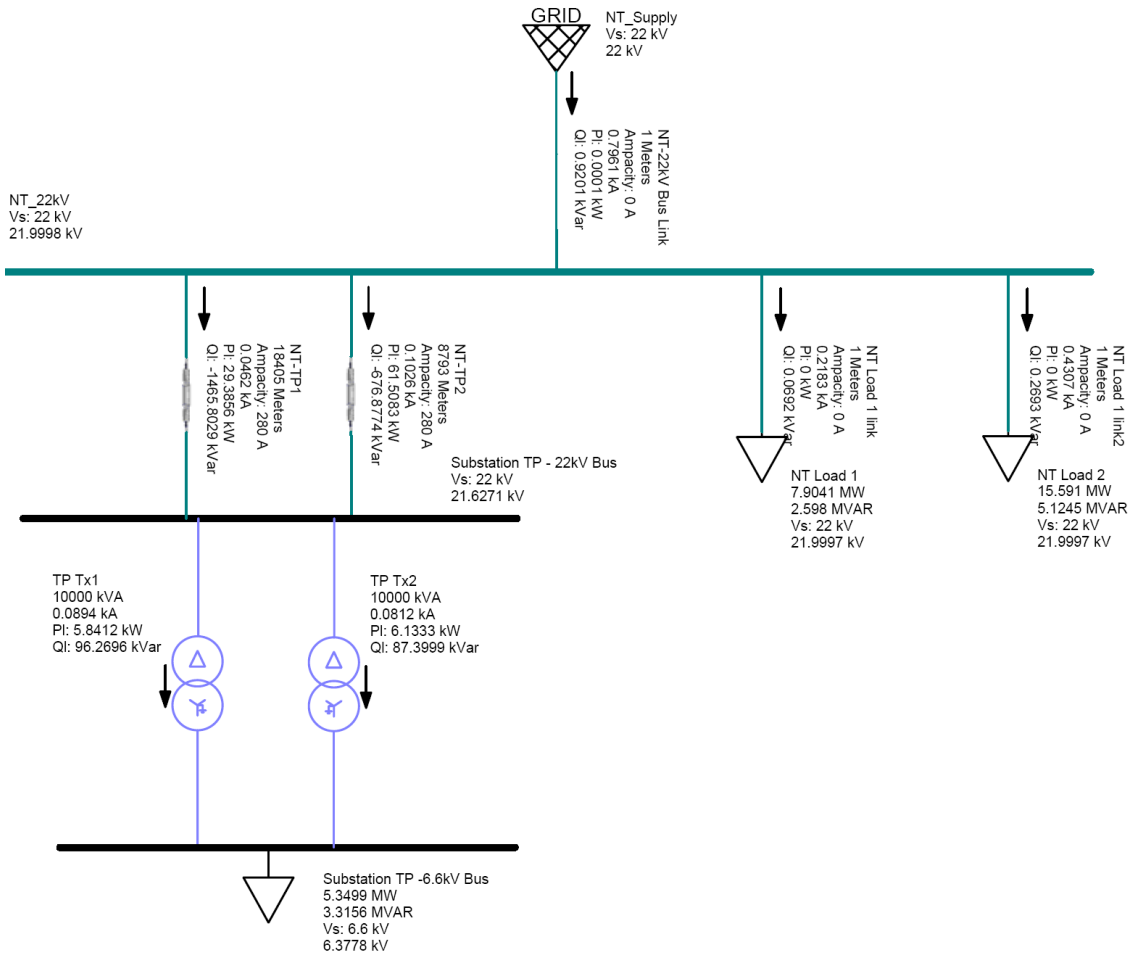 GRID
NT_Supply
Vs: 22 kV
22 kV
NT-22kV Bus Link
1 Meters
Ampacity: 0 A
0.7961 kA
Pl: 0.0001 kW
Ql: 0.9201 kVar
NT_22kV
Vs: 22 kV
21.9998 kV
NT-TP1
18405 Meters
Ampacity: 280 A
0.0462 kA
Pl: 29.3856 kW
Ql: -1465.8029 kVar
NT-TP2
8793 Meters
Ampacity: 280 A
0.1026 kA
Pl: 61.5083 kW
Ql: -676.8774 kVar
NT Load 1 link
1 Meters
Ampacity: 0 A
0.2183 kA
Pl: 0 kW
Ql: 0.0692 kVar
NT Load 1 link2
1 Meters
Ampacity: 0 A
0.4307 kA
Pl: 0 kW
Ql: 0.2693 kVar
Substation TP - 22kV Bus
Vs: 22 kV
21.6271 kV
NT Load 1
7.9041 MW
2.598 MVAR
Vs: 22 kV
21.9997 kV
NT Load 2
15.591 MW
5.1245 MVAR
Vs: 22 kV
21.9997 kV
TP Tx1
10000 kVA
0.0894 kA
Pl: 5.8412 kW
Ql: 96.2696 kVar
TP Tx2
10000 kVA
0.0812 kA
Pl: 6.1333 kW
Ql: 87.3999 kVar
Substation TP -6.6kV Bus
5.3499 MW
3.3156 MVAR
Vs: 6.6 kV
6.3778 kV